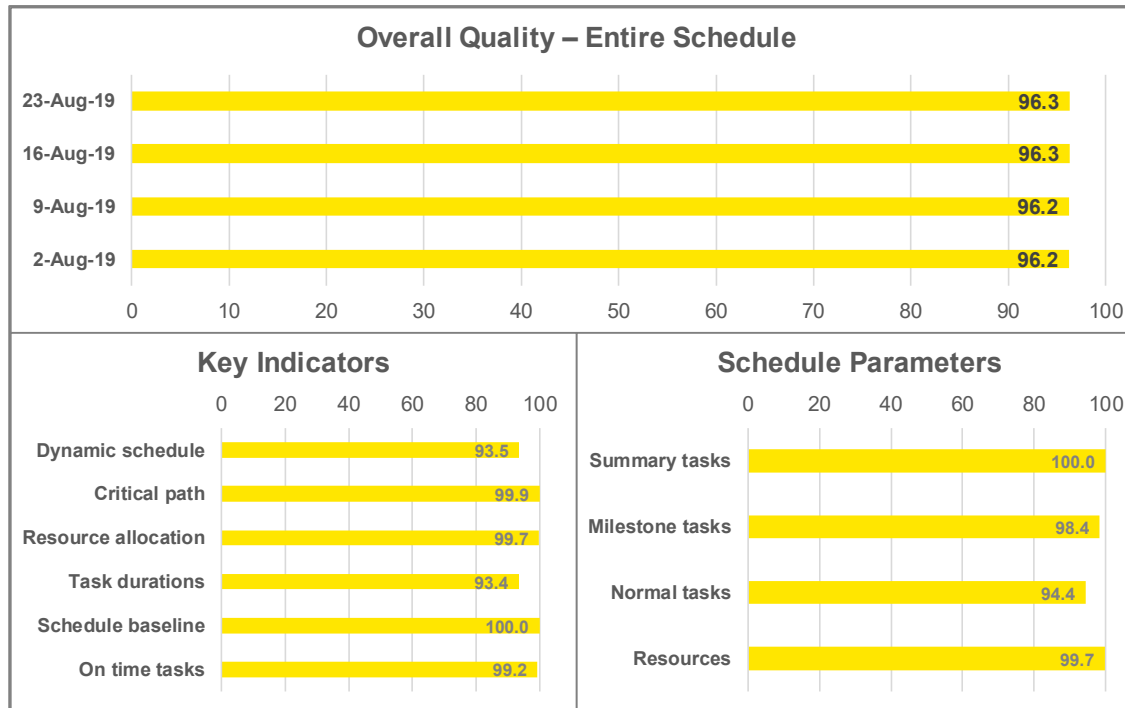 Overall Quality – Entire Schedule
23-Aug-19 96.3
16-Aug-19 96.3
9-Aug-19 96.2
2-Aug-19 96.2
0 10 20 30 40 50 60 70 80 90 100
Key Indicators
0 20 40 60 80 100
Dynamic schedule 93.5
Critical path 99.9
Resource allocation 99.7
Task durations 93.4
Schedule baseline 100.0
On time tasks 99.2
Schedule Parameters
0 20 40 60 80 100
Summary tasks 100.0
Milestone tasks 98.4
Normal tasks 94.4
Resources 99.7